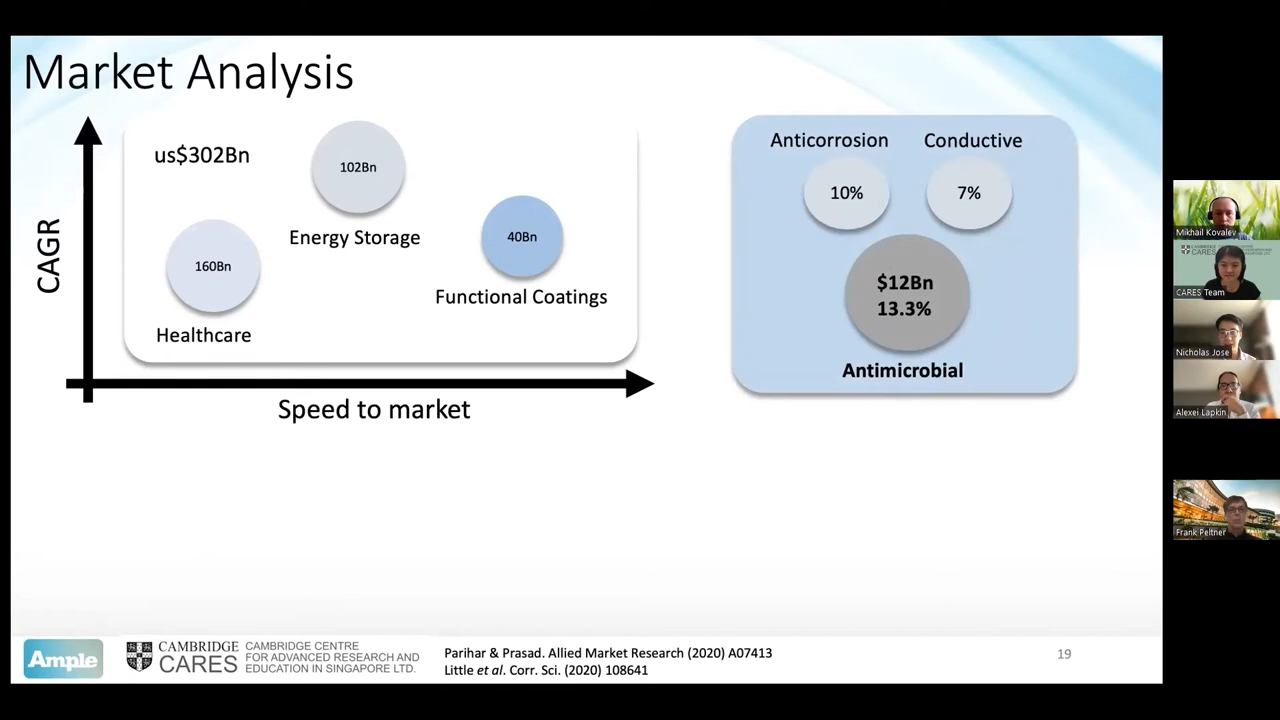 Market Analysis
us$302Bn
102Bn
Energy Storage
40Bn
Functional Coatings
160Bn
Healthcare
CAGR
Speed to market
Anticorrosion
Conductive
10%
7%
$12Bn
13.3%
Antimicrobial
Ample
CAMBRIDGE
CARES
CAMBRIDGE CENTRE
FOR ADVANCED RESEARCH AND
EDUCATION IN SINGAPORE LTD.
Parihar & Prasad. Allied Market Research (2020) A07413
Little et al. Corr. Sci. (2020) 108641
19
Mikhail Kovalev
CARES
CARES Team
Nicholas Jose
Alexei Lapkin
Frank Peltner